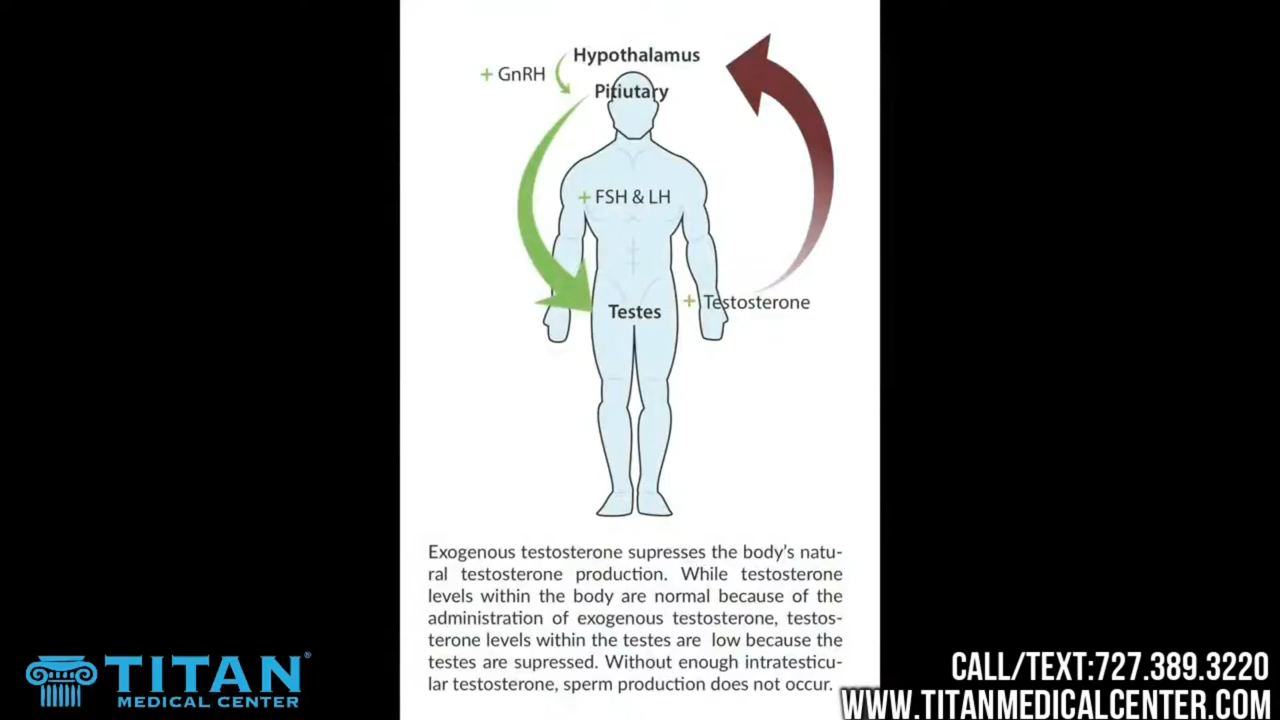 Hypothalamus
+ GnRH
Pitiutary
+ FSH & LH
Testes
+ Testosterone
Exogenous testosterone supresses the body's natu-
ral testosterone production. While testosterone
levels within the body are normal because of the
administration of exogenous testosterone, testos-
terone levels within the testes are low because the
testes are supressed. Without enough intratesticu-
lar testosterone, sperm production does not occur.
TITAN®
MEDICAL CENTER
CALL/TEXT:727.389.3220
WWW.TITANMEDICALCENTER.COM